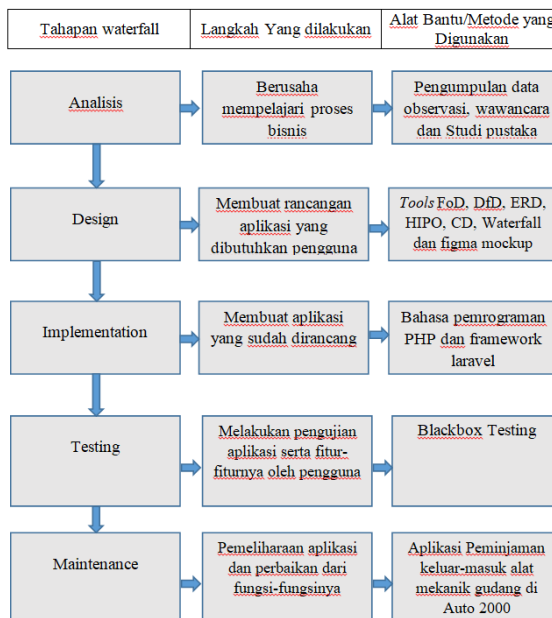 Tahapan waterfall
Langkah Yang dilakukan
Alat Bantu/Metode yang
Digunakan
Analisis
Berusaha
mempelajari proses
bisnis
Pengumpulan data
observasi, wawancara
dan Studi pustaka
Design
Membuat rancangan
aplikasi yang
dibutuhkan pengguna
Tools FoD, DfD, ERD,
HIPO, CD, Waterfall
dan figma mockup
Implementation
Membuat aplikasi
yang sudah dirancang
Bahasa pemrograman
PHP dan framework
laravel
Testing
Melakukan pengujian
aplikasi serta fitur-
fiturnya oleh pengguna
Blackbox Testing
Maintenance
Pemeliharaan aplikasi
dan perbaikan dari
fungsi-fungsinya
Aplikasi Peminjaman
keluar-masuk alat
mekanik gudang di
Auto 2000